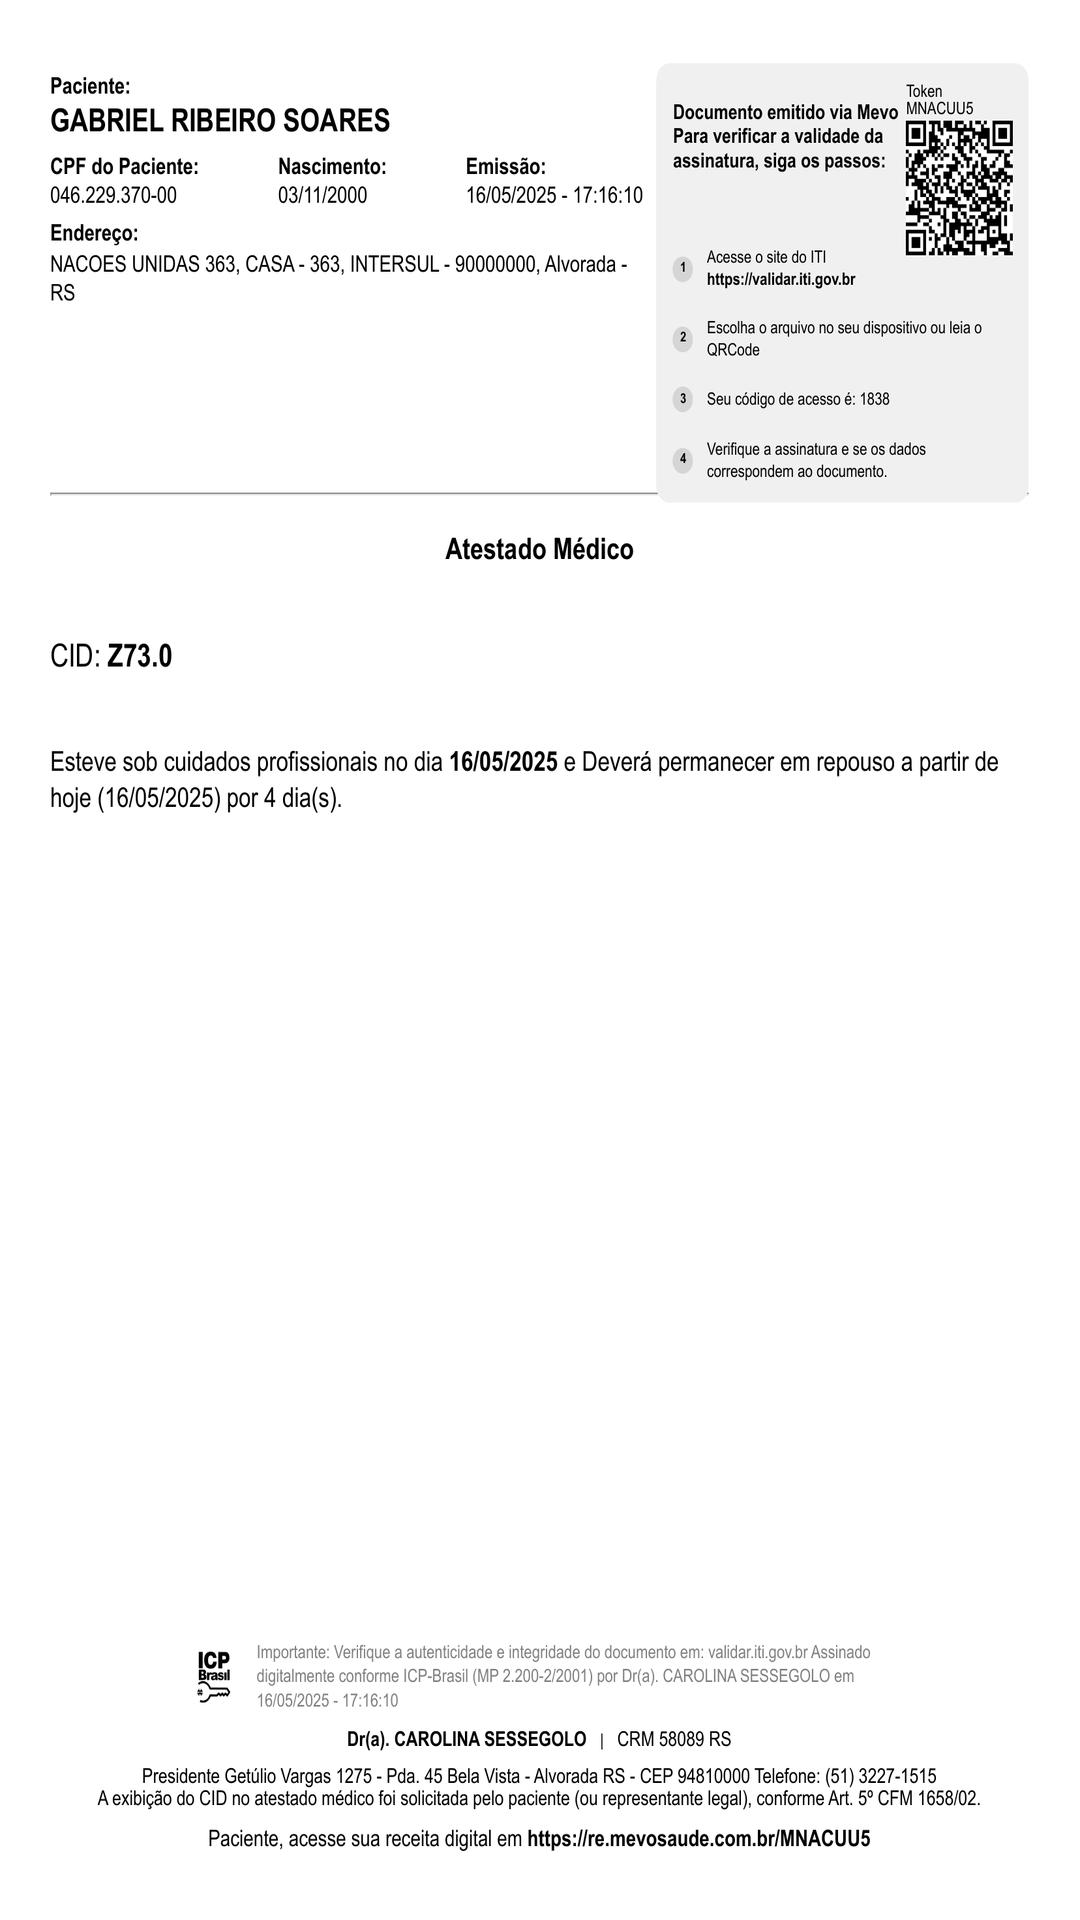 Paciente:
GABRIEL RIBEIRO SOARES
CPF do Paciente: Nascimento: Emissão:
046.229.370-00 03/11/2000 16/05/2025 - 17:16:10
Endereço:
NACOES UNIDAS 363, CASA - 363, INTERSUL - 90000000, Alvorada -
RS
Token
MNACUU5
Documento emitido via Mevo
Para verificar a validade da
assinatura, siga os passos:
1 Acesse o site do ITI
https://validar.iti.gov.br
2 Escolha o arquivo no seu dispositivo ou leia o
QRCode
3 Seu código de acesso é: 1838
4 Verifique a assinatura e se os dados
correspondem ao documento.
Atestado Médico
CID: Z73.0
Esteve sob cuidados profissionais no dia 16/05/2025 e Deverá permanecer em repouso a partir de
hoje (16/05/2025) por 4 dia(s).
ICP
Brasil
Importante: Verifique a autenticidade e integridade do documento em: validar.iti.gov.br Assinado
digitalmente conforme ICP-Brasil (MP 2.200-2/2001) por Dr(a). CAROLINA SESSEGOLO em
16/05/2025 - 17:16:10
Dr(a). CAROLINA SESSEGOLO | CRM 58089 RS
Presidente Getúlio Vargas 1275 - Pda. 45 Bela Vista - Alvorada RS - CEP 94810000 Telefone: (51) 3227-1515
A exibição do CID no atestado médico foi solicitada pelo paciente (ou representante legal), conforme Art. 5º CFM 1658/02.
Paciente, acesse sua receita digital em https://re.mevosaude.com.br/MNACUU5